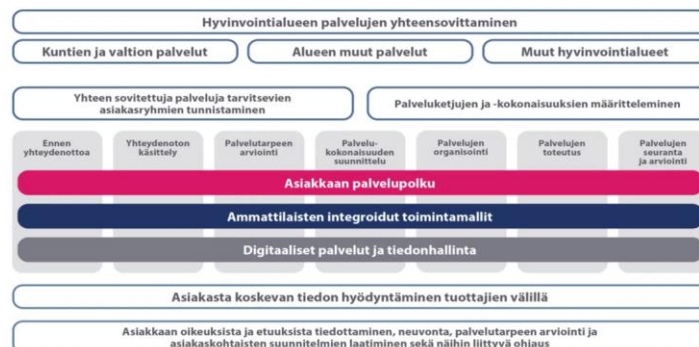 Hyvinvointialueen palvelujen yhteensovittaminen
Kuntien ja valtion palvelut
Alueen muut palvelut
Muut hyvinvointialueet
Yhteen sovitettuja palveluja tarvitsevien
asiakasryhmien tunnistaminen
Palveluketjujen ja -kokonaisuuksien määritteleminen
Ennen
yhteydenottoa
Yhteydenoton
käsittely
Palvelutarpeen
arviointi
Palvelu-
kokonaisuuden
suunnittelu
Palvelujen
organisointi
Palvelujen
toteutus
Palvelujen
seuranta
ja arviointi
Asiakkaan palvelupolku
Ammattilaisten integroidut toimintamallit
Digitaaliset palvelut ja tiedonhallinta
Asiakasta koskevan tiedon hyödyntäminen tuottajien välillä
Asiakkaan oikeuksista ja etuuksista tiedottaminen, neuvonta, palvelutarpeen arviointi ja
asiakaskohtaisten suunnitelmien laatiminen sekä näihin liittyvä ohjaus